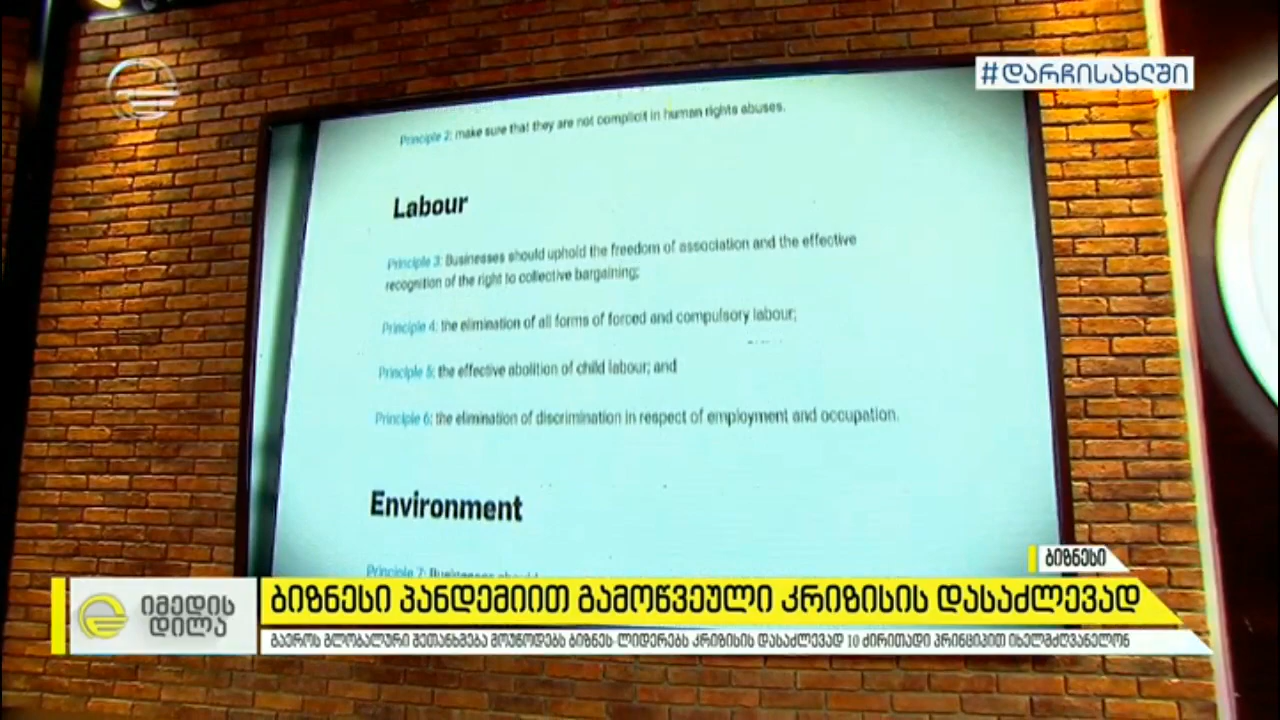 #ᲓᲐᲠᲩᲘᲡᲐᲮᲚᲨᲘ
Principle 2: make sure that they are not complicit in human rights abuses.
Labour
Principle 3: Businesses should uphold the freedom of association and the effective
recognition of the right to collective bargaining;
Principle 4: the elimination of all forms of forced and compulsory labour;
Principle 5: the effective abolition of child labour; and
Principle 6: the elimination of discrimination in respect of employment and occupation.
Environment
Principle 7: Businesses should
ᲑᲘᲖᲜᲔᲡᲘ
ᲘᲛᲔᲓᲘᲡ
ᲓᲘᲚᲐ
ᲑᲘᲖᲜᲔᲡᲘ ᲞᲐᲜᲓᲔᲛᲘᲘᲗ ᲒᲐᲛᲝᲬᲕᲔᲣᲚᲘ ᲙᲠᲘᲖᲘᲡᲘᲡ ᲓᲐᲡᲐᲫᲚᲔᲕᲐᲓ
ᲒᲐᲔᲠᲝᲡ ᲒᲚᲝᲑᲐᲚᲣᲠᲘ ᲨᲔᲗᲐᲜᲮᲛᲔᲑᲐ ᲛᲝᲣᲬᲝᲓᲔᲑᲡ ᲑᲘᲖᲜᲔᲡ-ᲚᲘᲓᲔᲠᲔᲑᲡ ᲙᲠᲘᲖᲘᲡᲘᲡ ᲓᲐᲡᲐᲫᲚᲔᲕᲐᲓ 10 ᲫᲘᲠᲘᲗᲐᲓᲘ ᲞᲠᲘᲜᲪᲘᲞᲘᲗ ᲘᲮᲔᲚᲛᲫᲦᲕᲐᲜᲔᲚᲝᲜ